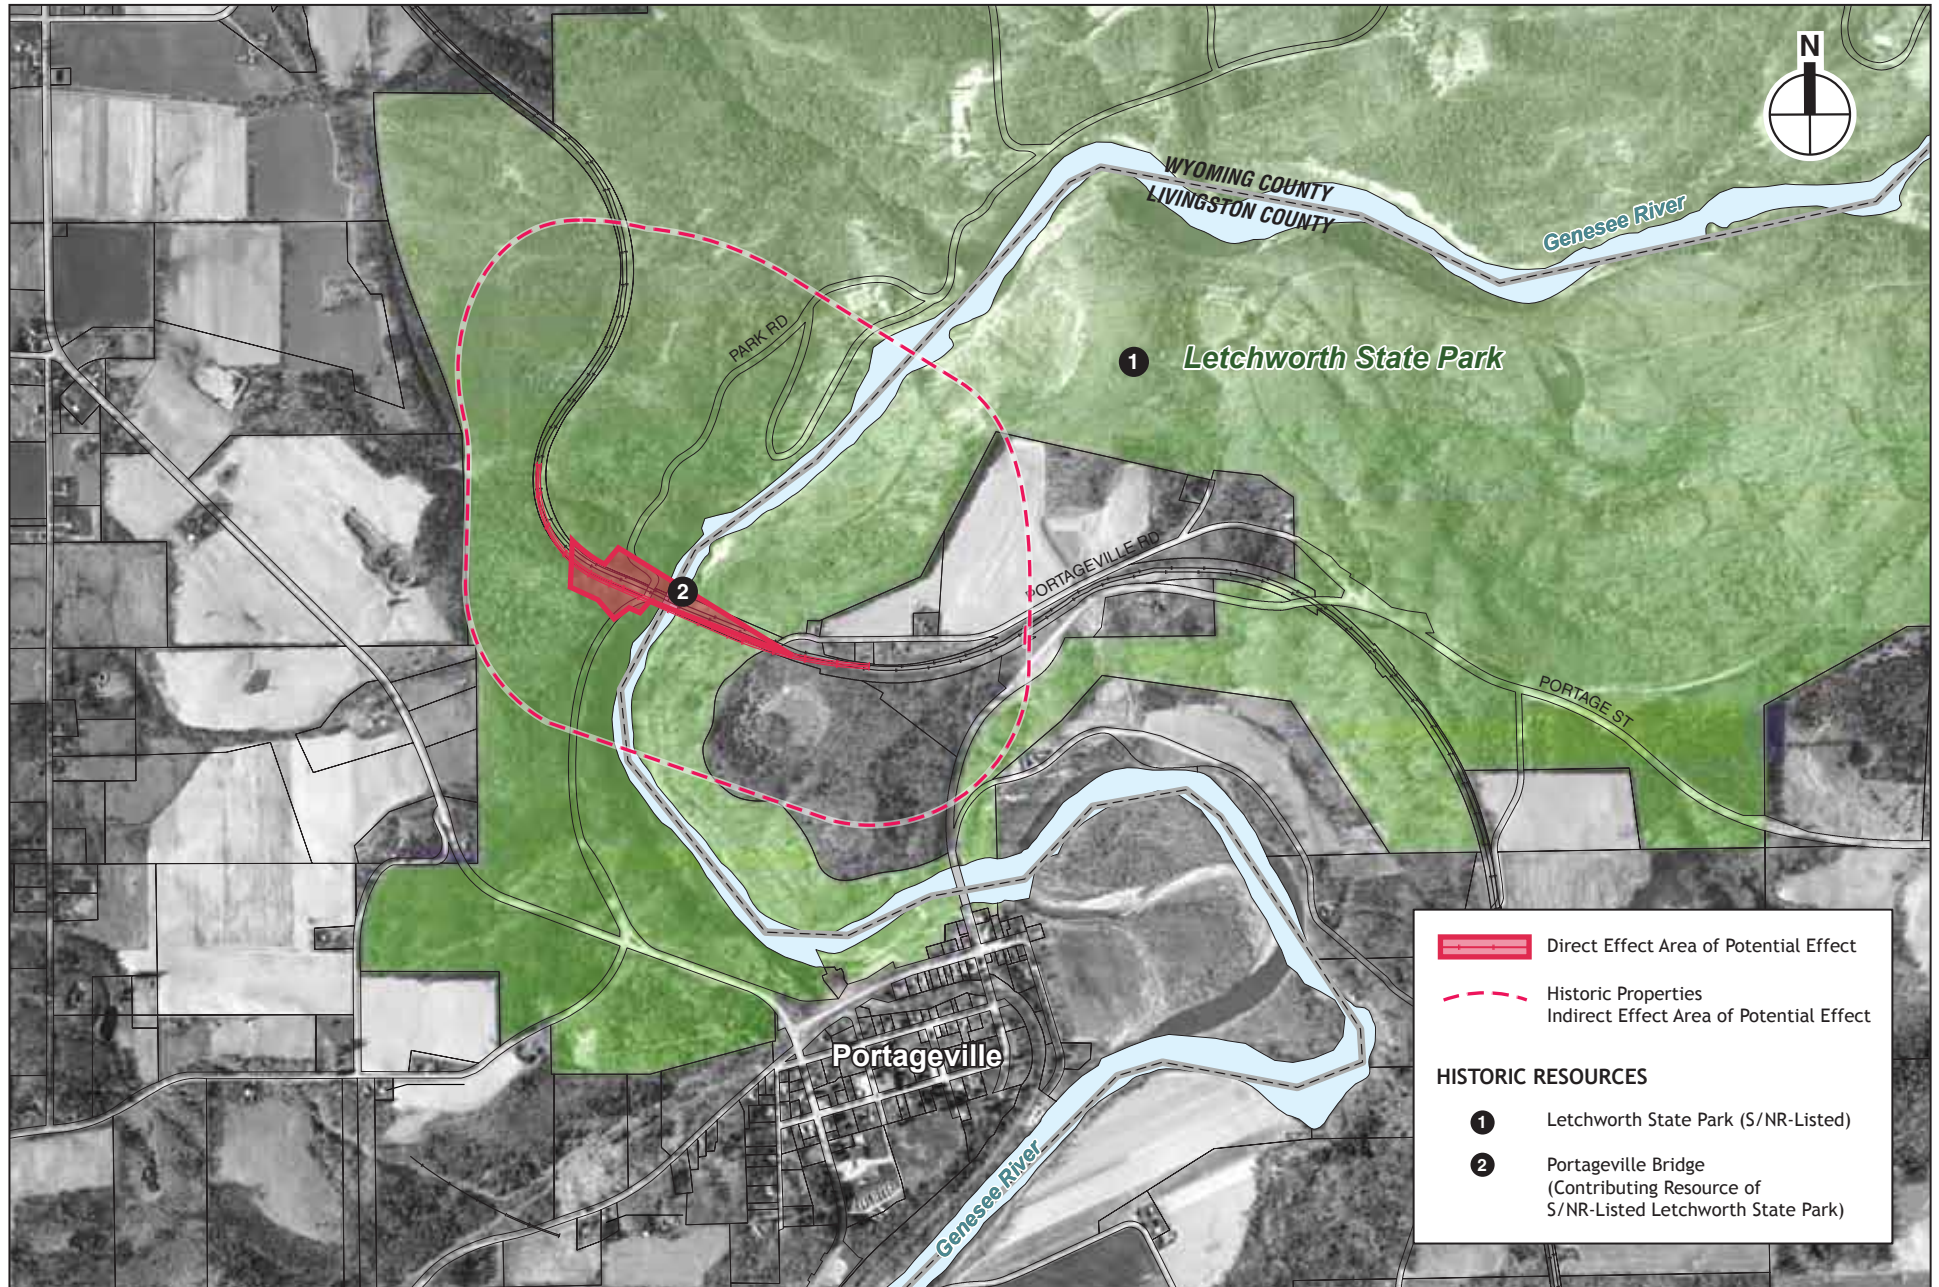 N
WYOMING COUNTY
LIVINGSTON COUNTY
Genesee River
PARK RD
1
Letchworth State Park
PORTAGEVILLE RD
2
PORTAGE ST
Portageville
Genesee River
Direct Effect Area of Potential Effect
Historic Properties
Indirect Effect Area of Potential Effect
HISTORIC RESOURCES
1
Letchworth State Park (S/NR-Listed)
2
Portageville Bridge
(Contributing Resource of
S/NR-Listed Letchworth State Park)